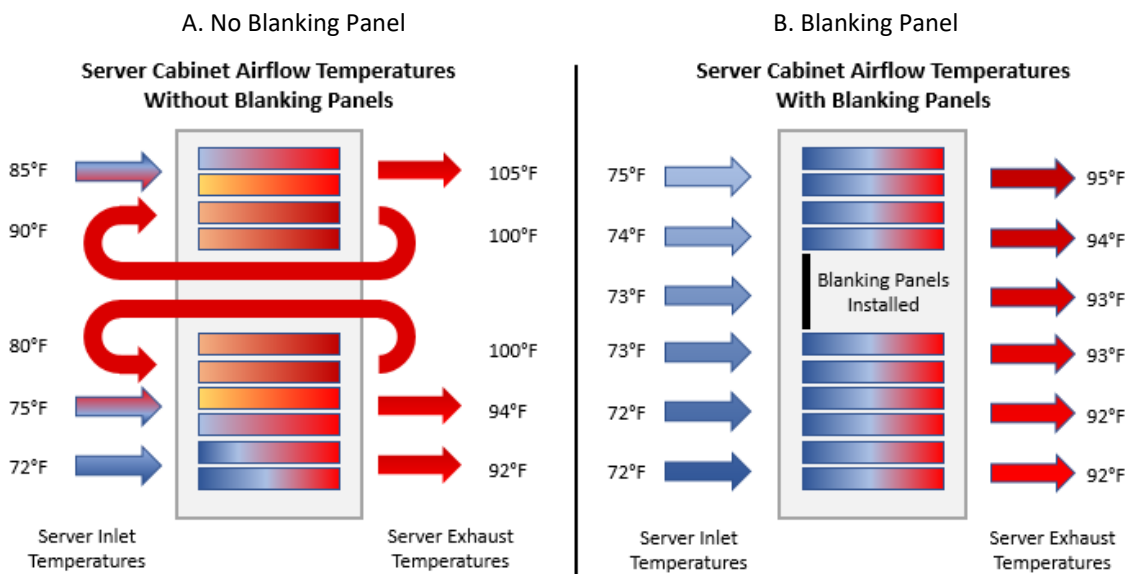 A. No Blanking Panel
Server Cabinet Airflow Temperatures
Without Blanking Panels
85°F
105°F
90°F
100°F
80°F
100°F
75°F
94°F
72°F
92°F
Server Inlet
Temperatures
Server Exhaust
Temperatures
B. Blanking Panel
Server Cabinet Airflow Temperatures
With Blanking Panels
75°F
95°F
74°F
94°F
73°F
Blanking Panels
Installed
93°F
73°F
93°F
72°F
92°F
72°F
92°F
Server Inlet
Temperatures
Server Exhaust
Temperatures